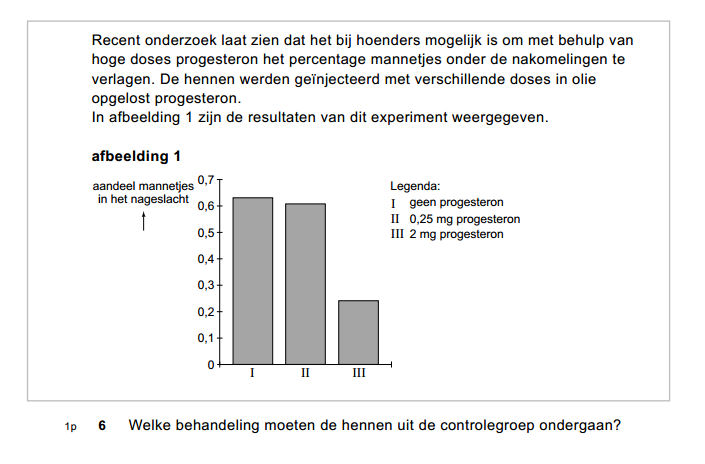 Recent onderzoek laat zien dat het bij hoenders mogelijk is om met behulp van
hoge doses progesteron het percentage mannetjes onder de nakomelingen te
verlagen. De hennen werden geïnjecteerd met verschillende doses in olie
opgelost progesteron.
In afbeelding 1 zijn de resultaten van dit experiment weergegeven.
afbeelding 1
aandeel mannetjes
in het nageslacht
0,7
0,6
0,5
0,4
0,3
0,2
0,1
0
I II III
Legenda:
I geen progesteron
II 0,25 mg progesteron
III 2 mg progesteron
1p 6 Welke behandeling moeten de hennen uit de controlegroep ondergaan?